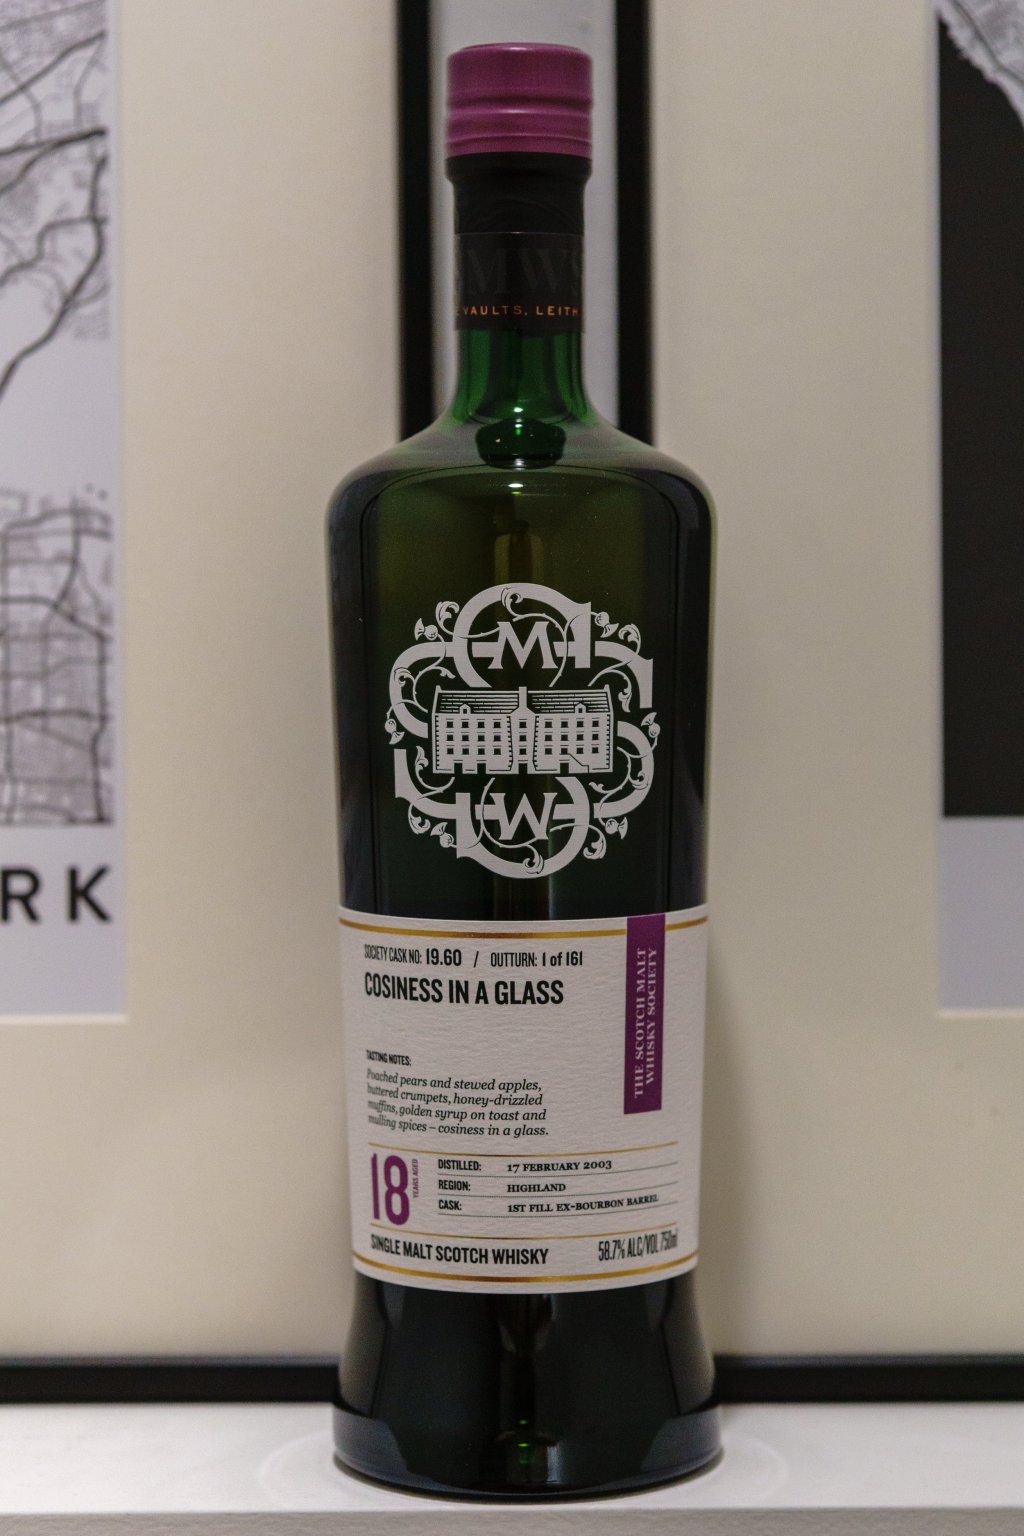 MW
VAULTS, LEITH
M
W
RK
SOCIETY CASK NO: 19.60 / OUTTURN: 1 of 161
COSINESS IN A GLASS
THE SCOTCH MALT
WHISKY SOCIETY
TASTING NOTES:
Poached pears and stewed apples,
buttered crumpets, honey-drizzled
muffins, golden syrup on toast and
mulling spices – cosiness in a glass.
18
YEARS AGED
DISTILLED: 17 FEBRUARY 2003
REGION: HIGHLAND
CASK: 1ST FILL EX-BOURBON BARREL
SINGLE MALT SCOTCH WHISKY 58.7% ALC/VOL 750ml